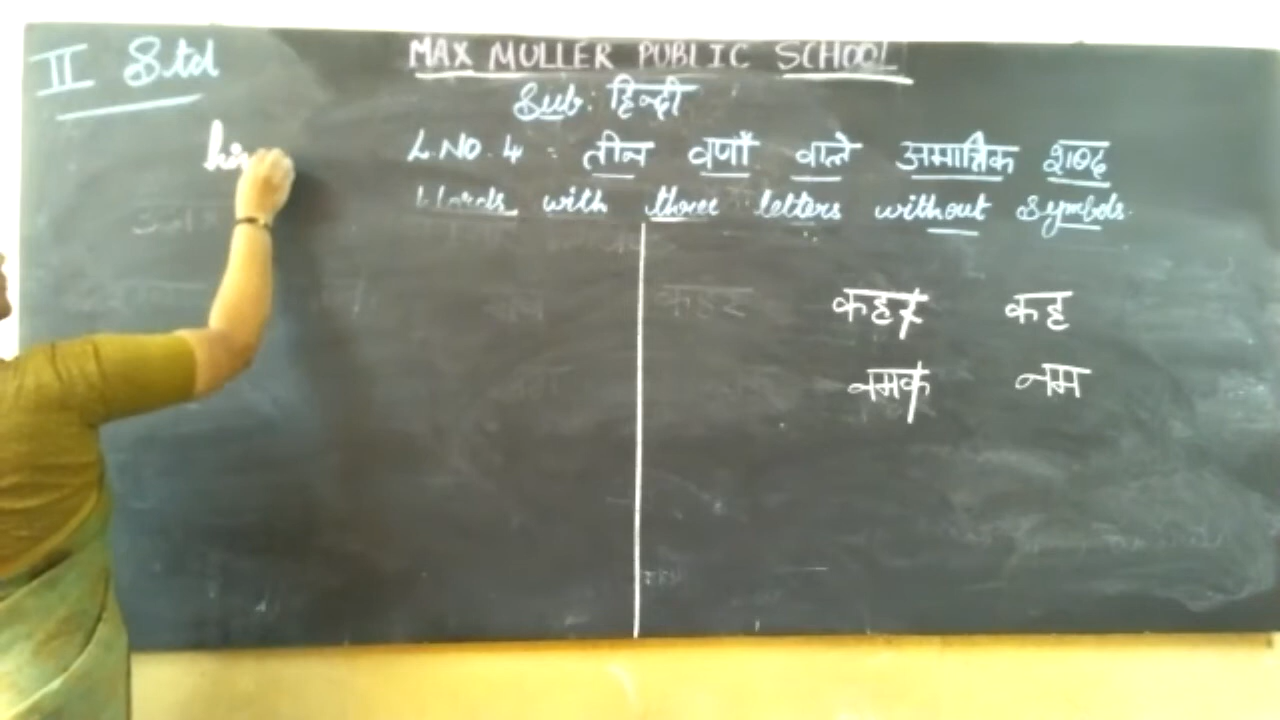 II Std
MAX MULLER PUBLIC SCHOOL
Sub: हिन्दी
L.NO.4 - तीन वर्णों वाले अमात्रिक शब्द
Words with three letters without Symbols.
कहर कह
नमक नम